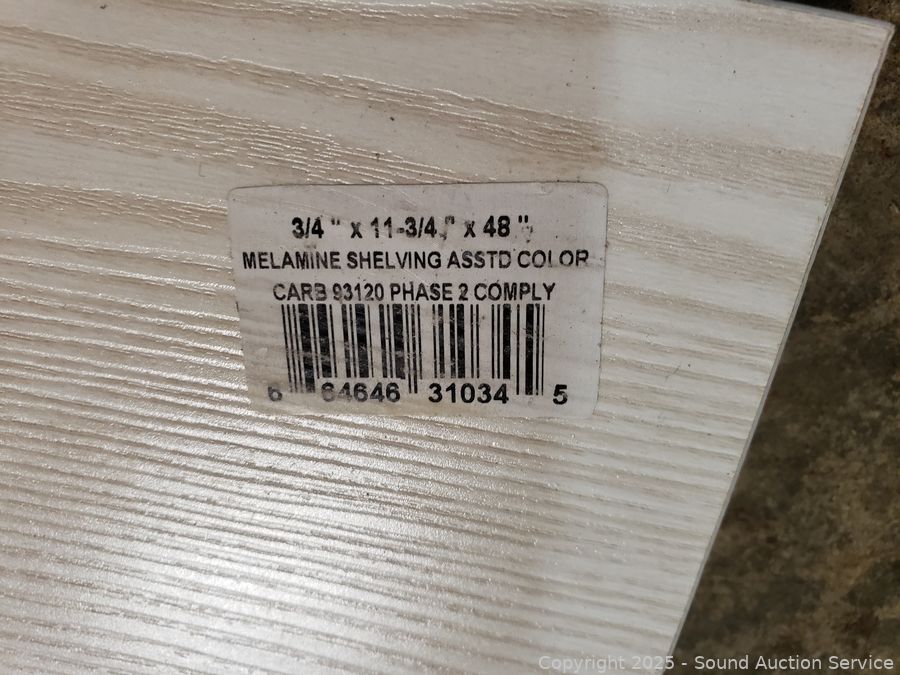 3/4 " x 11-3/4 " x 48 "
MELAMINE SHELVING ASSTD COLOR
CARB 93120 PHASE 2 COMPLY
6 64646 31034 5
Copyright 2025 - Sound Auction Service